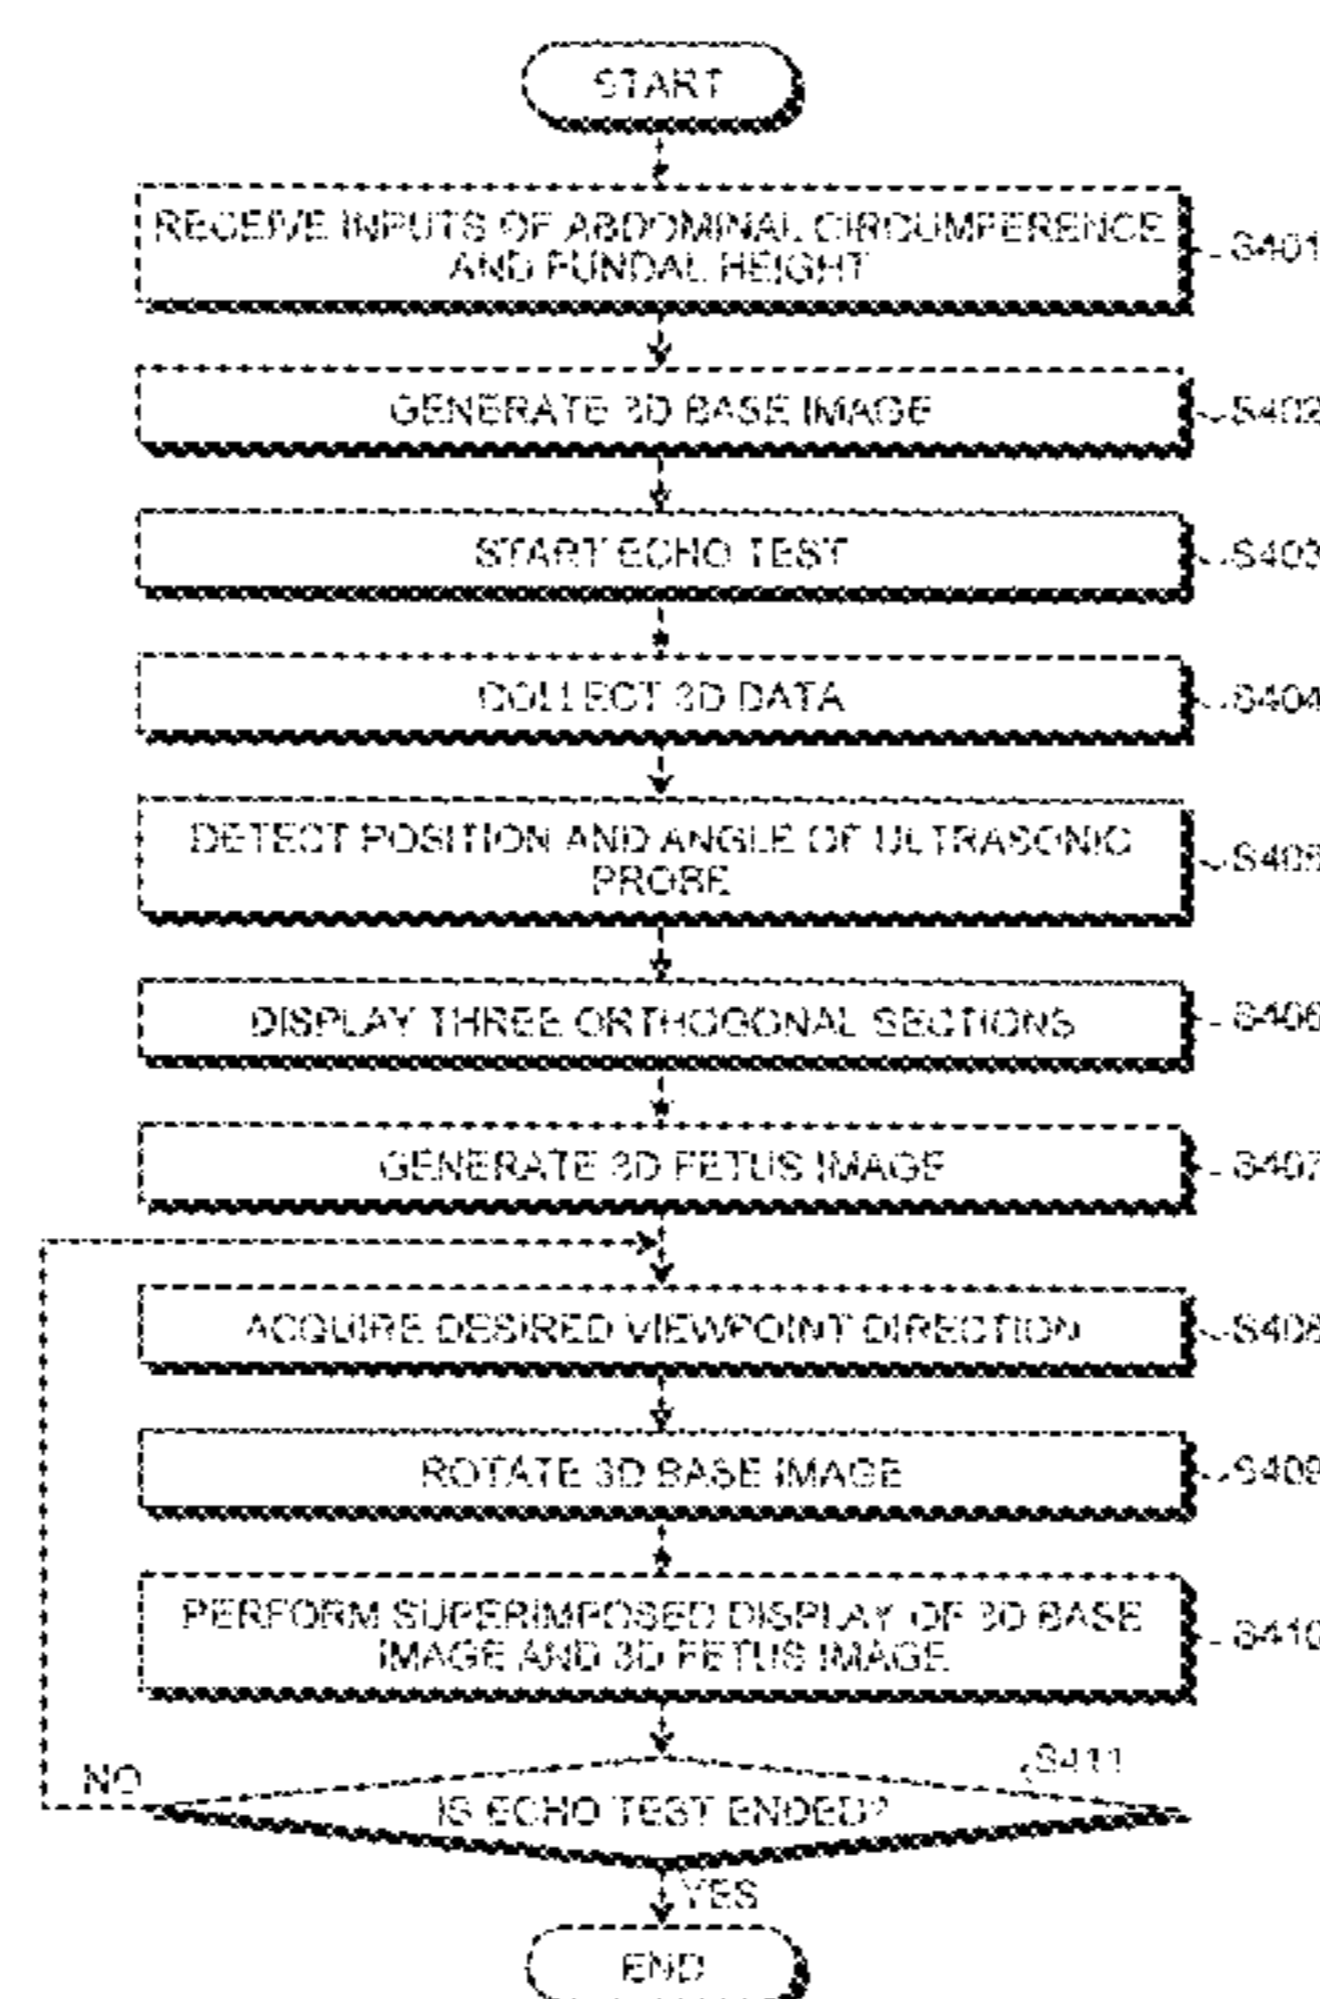 START
RECEIVE INPUTS OF ABDOMINAL CIRCUMFERENCE
AND FUNDAL HEIGHT
S401
GENERATE 3D BASE IMAGE
S402
START ECHO TEST
S403
COLLECT 3D DATA
S404
DETECT POSITION AND ANGLE OF ULTRASONIC
PROBE
S405
DISPLAY THREE ORTHOGONAL SECTIONS
S406
GENERATE 3D FETUS IMAGE
S407
ACQUIRE DESIRED VIEWPOINT DIRECTION
S408
ROTATE 3D BASE IMAGE
S409
PERFORM SUPERIMPOSED DISPLAY OF 3D BASE
IMAGE AND 3D FETUS IMAGE
S410
S411
NO
IS ECHO TEST ENDED?
YES
END